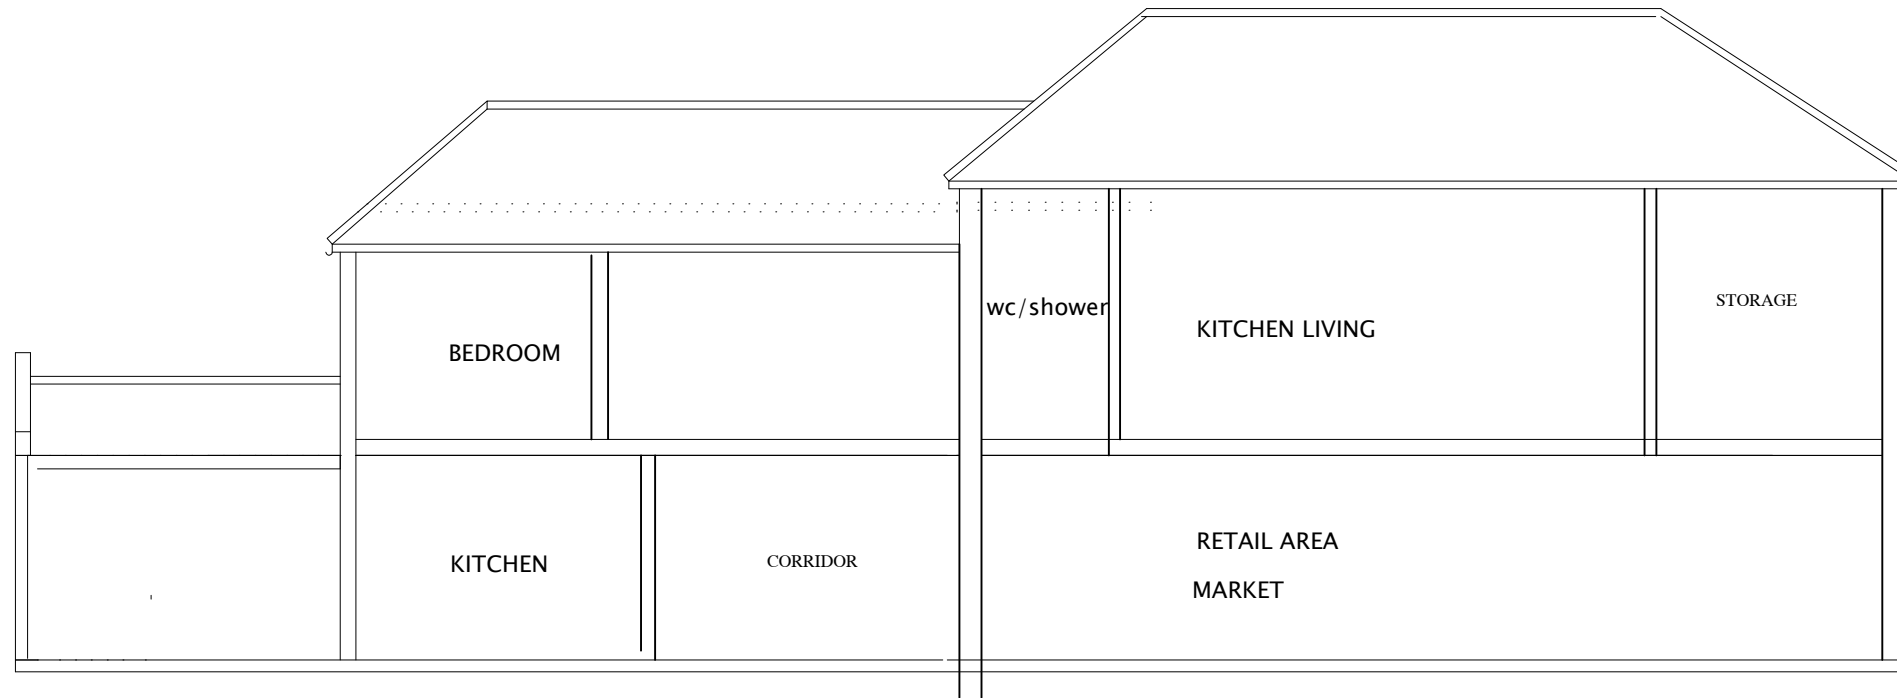 wc/shower
STORAGE
KITCHEN LIVING
BEDROOM
RETAIL AREA
KITCHEN
CORRIDOR
MARKET